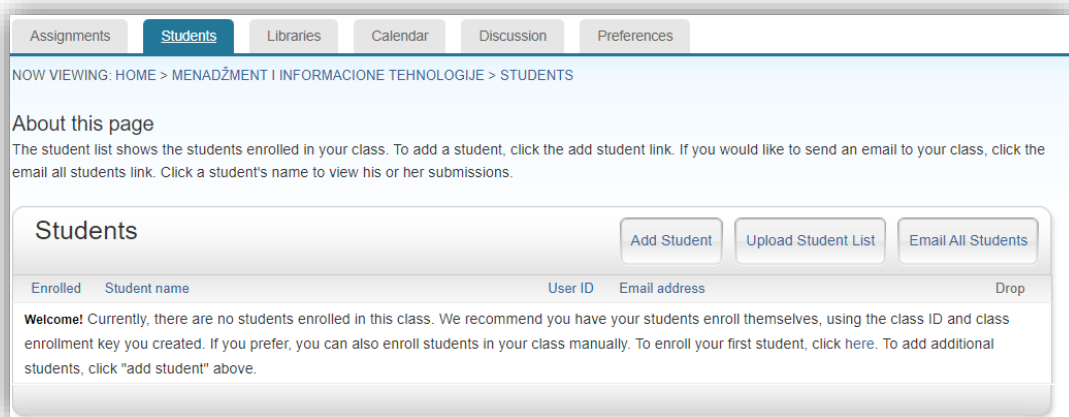 Assignments Students Libraries Calendar Discussion Preferences
NOW VIEWING: HOME > MENADŽMENT I INFORMACIONE TEHNOLOGIJE > STUDENTS
About this page
The student list shows the students enrolled in your class. To add a student, click the add student link. If you would like to send an email to your class, click the
email all students link. Click a student's name to view his or her submissions.
Students
Add Student Upload Student List Email All Students
Enrolled Student name User ID Email address Drop
Welcome! Currently, there are no students enrolled in this class. We recommend you have your students enroll themselves, using the class ID and class
enrollment key you created. If you prefer, you can also enroll students in your class manually. To enroll your first student, click here. To add additional
students, click "add student" above.